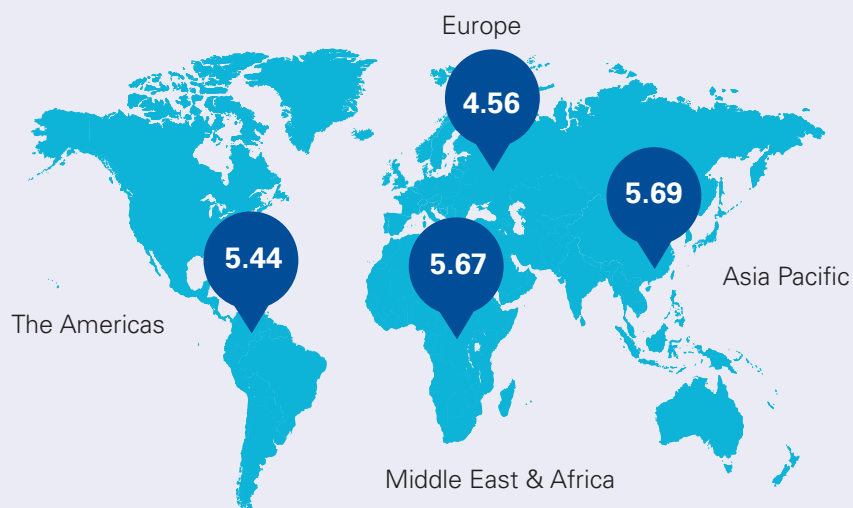 Europe
4.56
5.69
5.44
5.67
Asia Pacific
The Americas
Middle East & Africa